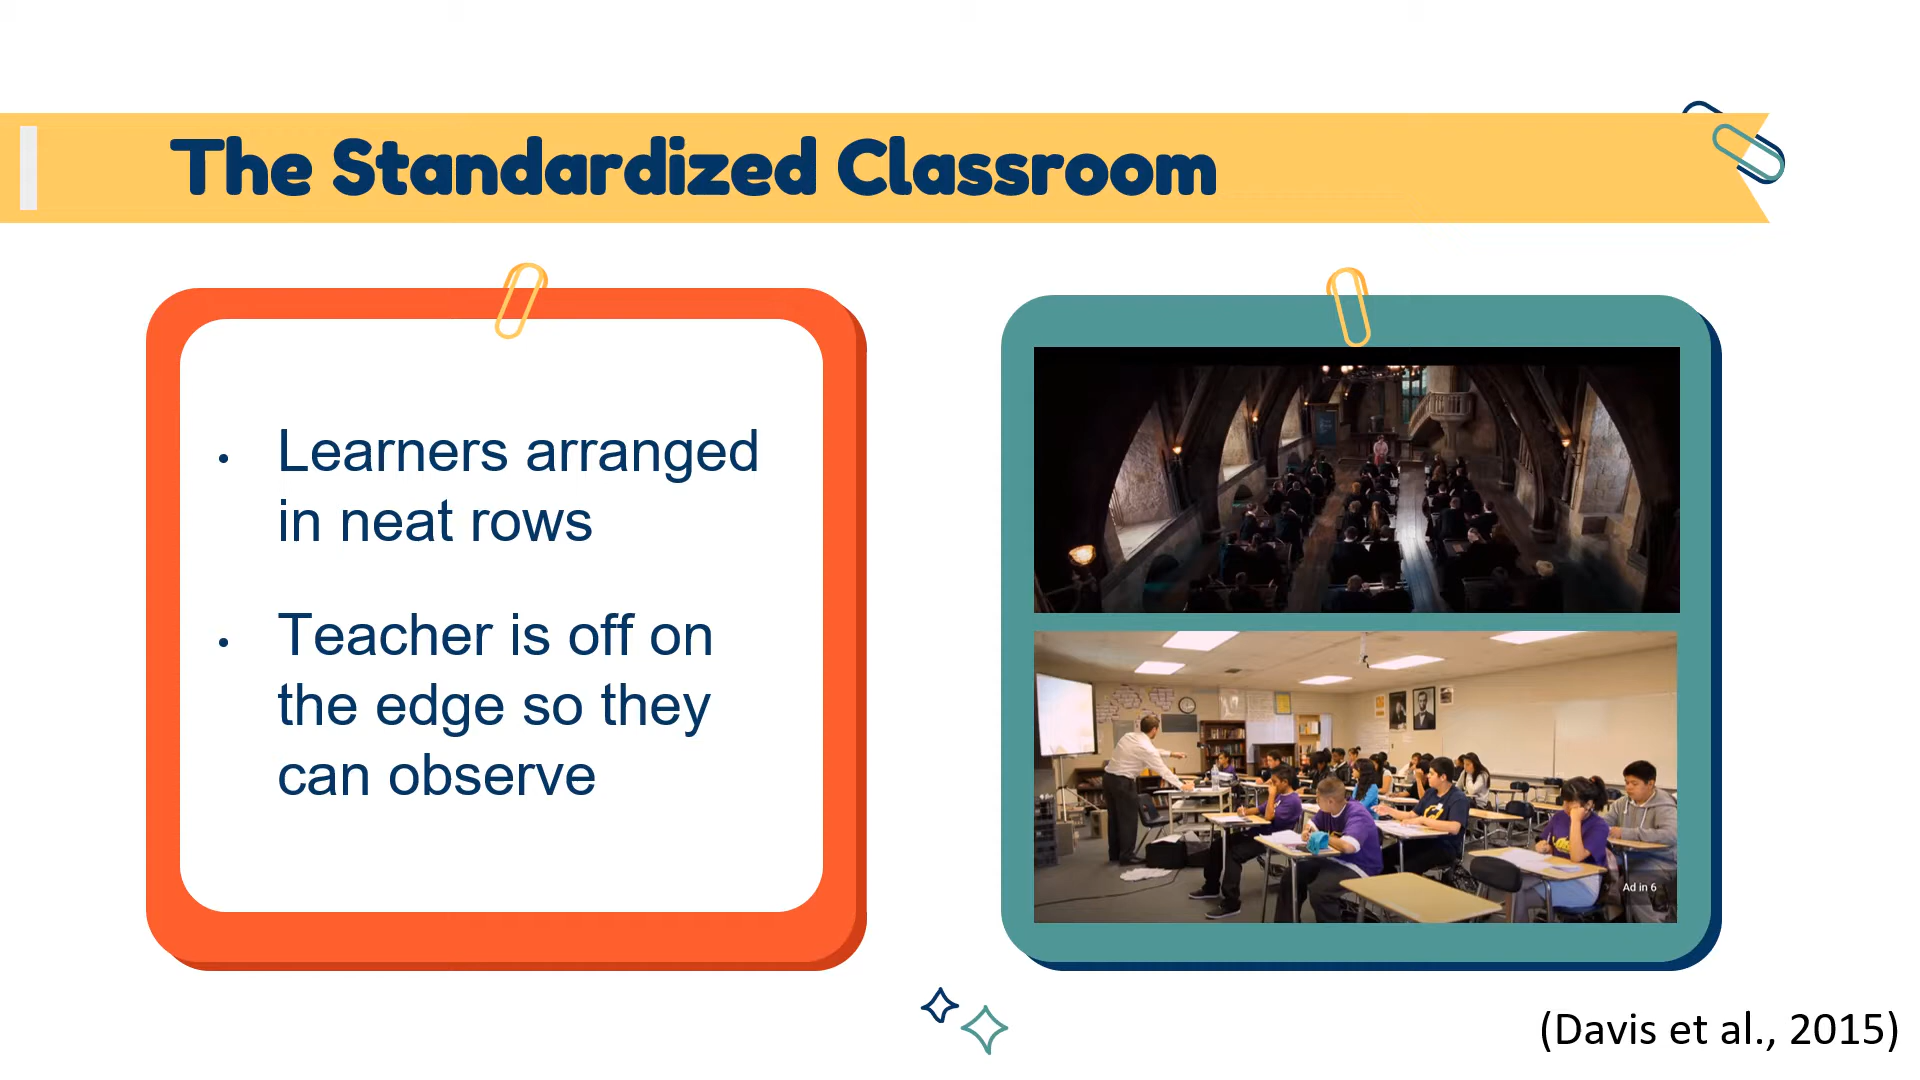 The Standardized Classroom
• Learners arranged
in neat rows
• Teacher is off on
the edge so they
can observe
Ad in 6
(Davis et al., 2015)